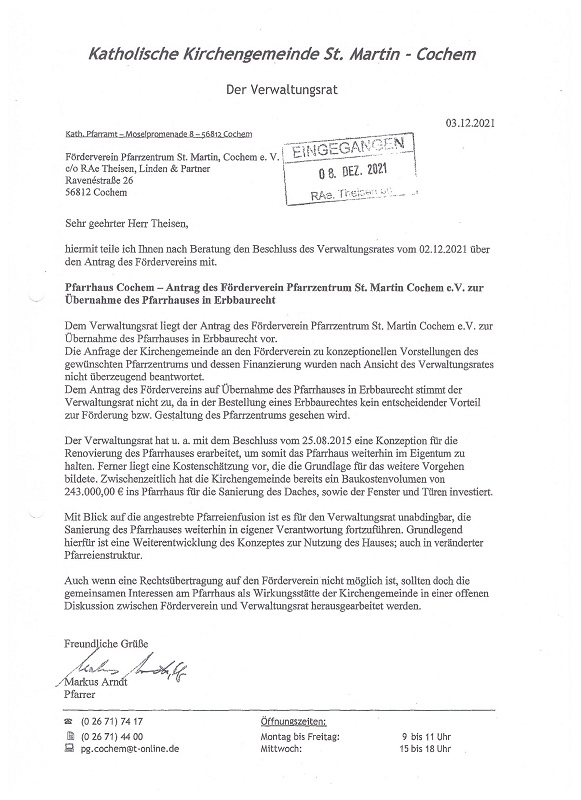 Katholische Kirchengemeinde St. Martin - Cochem
Der Verwaltungsrat
03.12.2021
Kath. Pfarramt – Moselpromenade 8 – 56812 Cochem
Förderverein Pfarrzentrum St. Martin, Cochem e. V.
c/o RAe Theisen, Linden & Partner
Ravenéstraße 26
56812 Cochem
EINGEGANGEN
08. DEZ. 2021
RAe. Theisen
Sehr geehrter Herr Theisen,
hiermit teile ich Ihnen nach Beratung den Beschluss des Verwaltungsrates vom 02.12.2021 über
den Antrag des Fördervereins mit.
Pfarrhaus Cochem – Antrag des Förderverein Pfarrzentrum St. Martin Cochem e.V. zur
Übernahme des Pfarrhauses in Erbbaurecht
Dem Verwaltungsrat liegt der Antrag des Förderverein Pfarrzentrum St. Martin Cochem e.V. zur
Übernahme des Pfarrhauses in Erbbaurecht vor.
Die Anfrage der Kirchengemeinde an den Förderverein zu konzeptionellen Vorstellungen des
gewünschten Pfarrzentrums und dessen Finanzierung wurden nach Ansicht des Verwaltungsrates
nicht überzeugend beantwortet.
Dem Antrag des Fördervereins auf Übernahme des Pfarrhauses in Erbbaurecht stimmt der
Verwaltungsrat nicht zu, da in der Bestellung eines Erbbaurechtes kein entscheidender Vorteil
zur Förderung bzw. Gestaltung des Pfarrzentrums gesehen wird.
Der Verwaltungsrat hat u. a. mit dem Beschluss vom 25.08.2015 eine Konzeption für die
Renovierung des Pfarrhauses erarbeitet, um somit das Pfarrhaus weiterhin im Eigentum zu
halten. Ferner liegt eine Kostenschätzung vor, die die Grundlage für das weitere Vorgehen
bildete. Zwischenzeitlich hat die Kirchengemeinde bereits ein Baukostenvolumen von
243.000,00 € ins Pfarrhaus für die Sanierung des Daches, sowie der Fenster und Türen investiert.
Mit Blick auf die angestrebte Pfarreienfusion ist es für den Verwaltungsrat unabdingbar, die
Sanierung des Pfarrhauses weiterhin in eigener Verantwortung fortzuführen. Grundlegend
hierfür ist eine Weiterentwicklung des Konzeptes zur Nutzung des Hauses; auch in veränderter
Pfarreienstruktur.
Auch wenn eine Rechtsübertragung auf den Förderverein nicht möglich ist, sollten doch die
gemeinsamen Interessen am Pfarrhaus als Wirkungsstätte der Kirchengemeinde in einer offenen
Diskussion zwischen Förderverein und Verwaltungsrat herausgearbeitet werden.
Freundliche Grüße
Markus Arndt
Pfarrer
(0 26 71) 74 17
(0 26 71) 44 00
pg.cochem@t-online.de
Öffnungszeiten:
Montag bis Freitag: 9 bis 11 Uhr
Mittwoch: 15 bis 18 Uhr